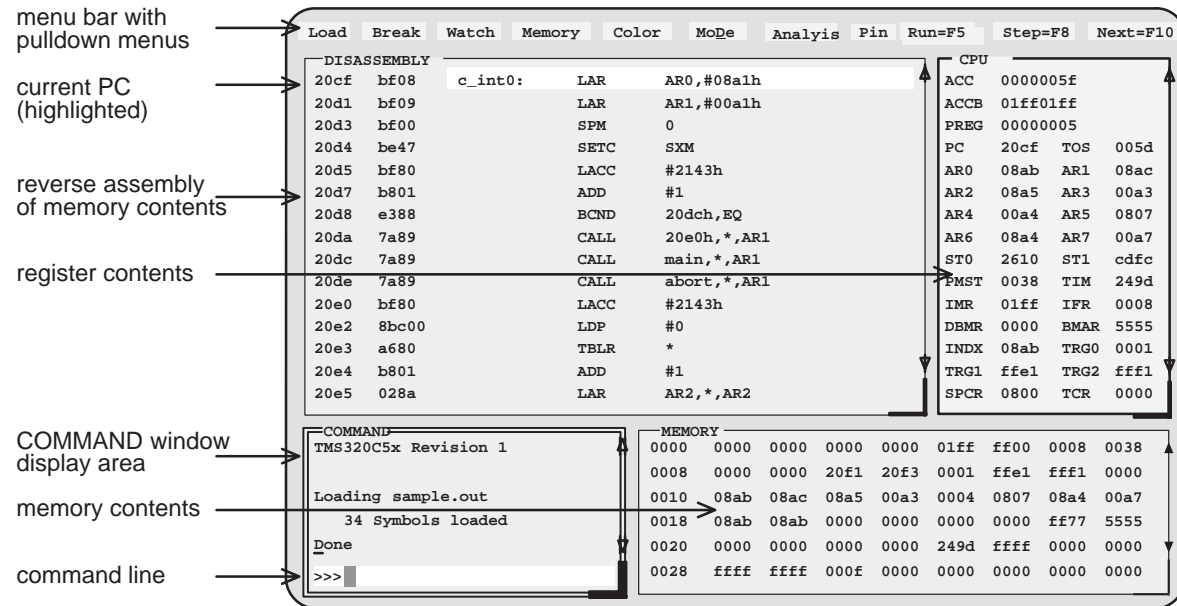 menu bar with
pulldown menus
current PC
(highlighted)
reverse assembly
of memory contents
register contents
COMMAND window
display area
memory contents
command line
Load Break Watch Memory Color MoDe Analyis Pin Run=F5 Step=F8 Next=F10
DISASSEMBLY
20cf bf08 c_int0: LAR AR0,#08a1h
20d1 bf09 LAR AR1,#00a1h
20d3 bf00 SPM 0
20d4 be47 SETC SXM
20d5 bf80 LACC #2143h
20d7 b801 ADD #1
20d8 e388 BCND 20dch,EQ
20da 7a89 CALL 20e0h,*,AR1
20dc 7a89 CALL main,*,AR1
20de 7a89 CALL abort,*,AR1
20e0 bf80 LACC #2143h
20e2 8bc00 LDP #0
20e3 a680 TBLR *
20e4 b801 ADD #1
20e5 028a LAR AR2,*,AR2
CPU
ACC 0000005f
ACCB 01ff01ff
PREG 00000005
PC 20cf TOS 005d
AR0 08ab AR1 08ac
AR2 08a5 AR3 00a3
AR4 00a4 AR5 0807
AR6 08a4 AR7 00a7
ST0 2610 ST1 cdfc
PMST 0038 TIM 249d
IMR 01ff IFR 0008
DBMR 0000 BMAR 5555
INDX 08ab TRG0 0001
TRG1 ffe1 TRG2 fff1
SPCR 0800 TCR 0000
COMMAND
TMS320C5x Revision 1
Loading sample.out
34 Symbols loaded
Done
>>>
MEMORY
0000 0000 0000 0000 0000 01ff ff00 0008 0038
0008 0000 0000 20f1 20f3 0001 ffe1 fff1 0000
0010 08ab 08ac 08a5 00a3 0004 0807 08a4 00a7
0018 08ab 08ab 0000 0000 0000 0000 ff77 5555
0020 0000 0000 0000 0000 249d ffff 0000 0000
0028 ffff ffff 000f 0000 0000 0000 0000 0000